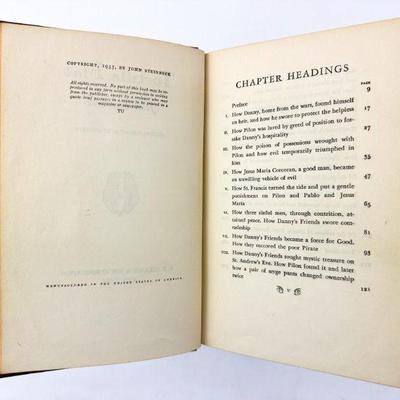 COPYRIGHT, 1935, BY JOHN STEINBECK
All rights reserved. No part of this book may be re-
produced in any form without permission in writing
from the publisher, except by a reviewer who may
quote brief passages in a review to be printed in a
magazine or newspaper.
MANUFACTURED IN THE UNITED STATES OF AMERICA
CHAPTER HEADINGS
PAGE
Preface 9
I. How Danny, home from the wars, found himself
an heir, and how he swore to protect the helpless 17
II. How Pilon was lured by greed of position to for-
sake Danny's hospitality 27
III. How the poison of possessions wrought with
Pilon and how evil temporarily triumphed in
him 35
IV. How Jesus Maria Corcoran, a good man, became
an unwilling vehicle of evil 47
V. How St. Francis turned the tide and put a gentle
punishment on Pilon and Pablo and Jesus
Maria 65
VI. How three sinful men, through contrition, at-
tained peace. How Danny's Friends swore com-
radeship 81
VII. How Danny's Friends became a force for Good.
How they succored the poor Pirate 93
VIII. How Danny's Friends sought mystic treasure on
St. Andrew's Eve. How Pilon found it and later
how a pair of serge pants changed ownership
twice 121
v